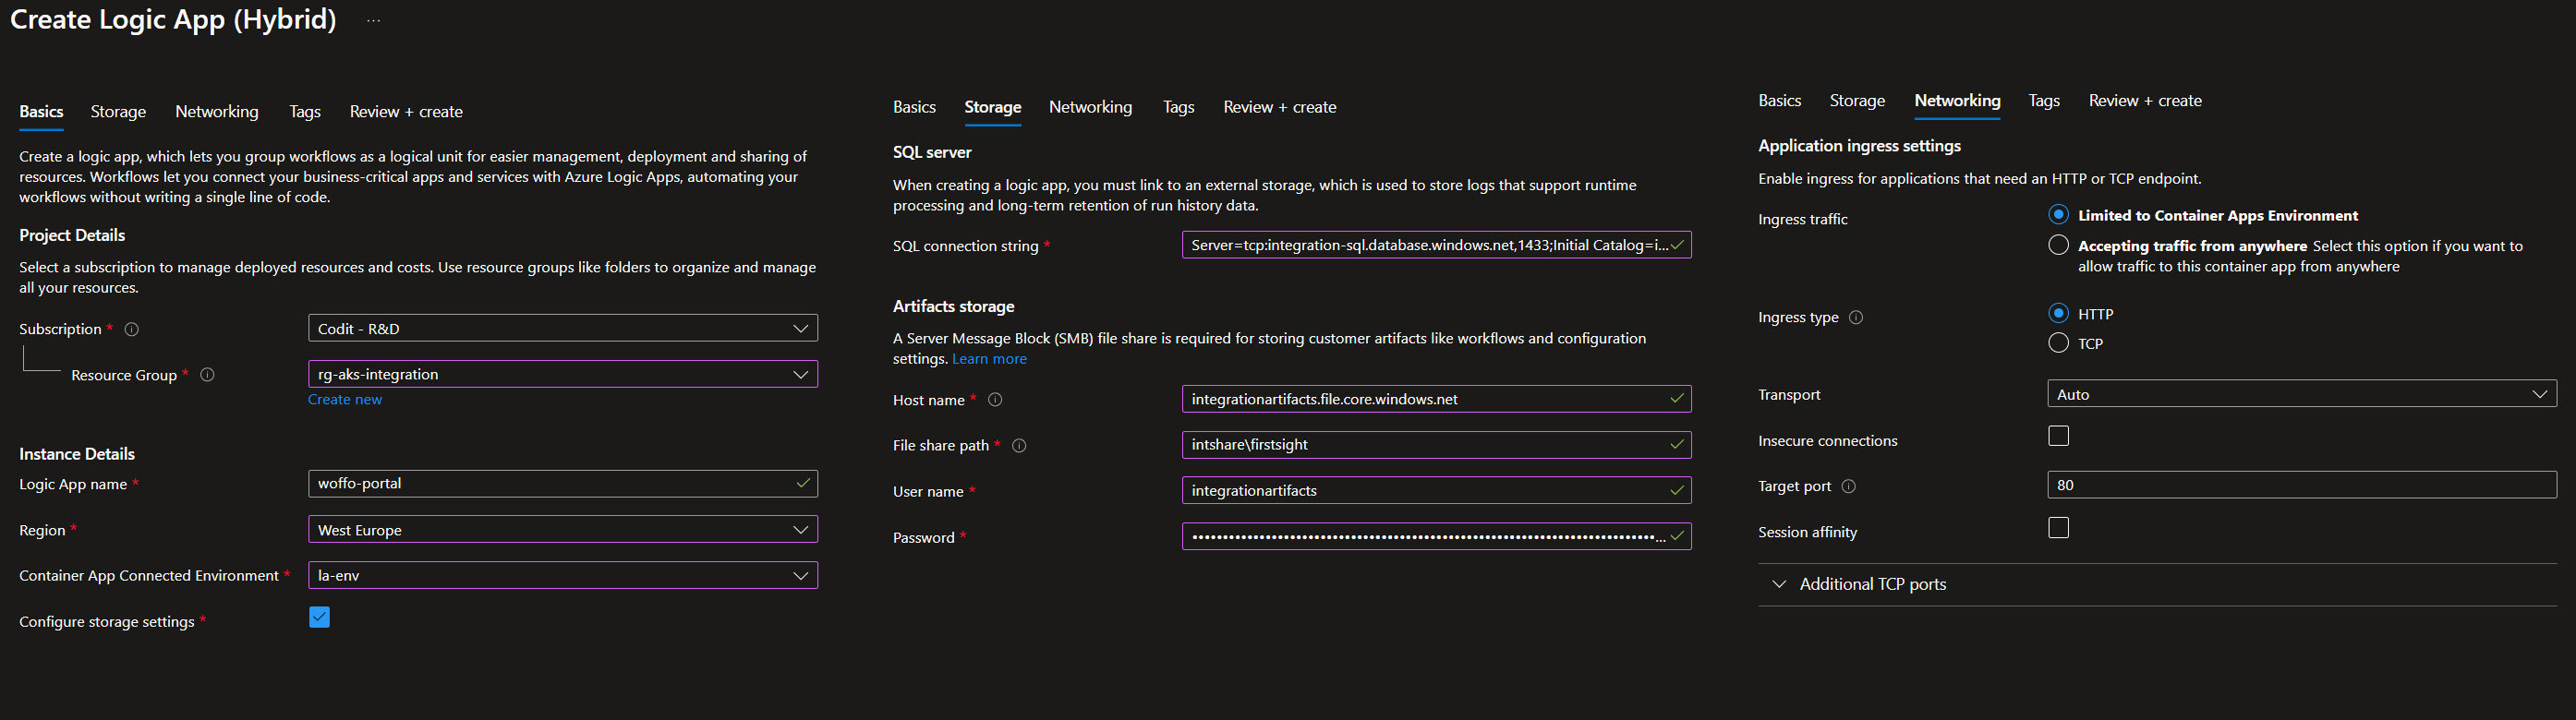 Create Logic App (Hybrid) ...
Basics Storage Networking Tags Review + create
Create a logic app, which lets you group workflows as a logical unit for easier management, deployment and sharing of
resources. Workflows let you connect your business-critical apps and services with Azure Logic Apps, automating your
workflows without writing a single line of code.
Project Details
Select a subscription to manage deployed resources and costs. Use resource groups like folders to organize and manage
all your resources.
Subscription * Codit - R&D
Resource Group * rg-aks-integration
Create new
Instance Details
Logic App name * woffo-portal
Region * West Europe
Container App Connected Environment * la-env
Configure storage settings *
Basics Storage Networking Tags Review + create
SQL server
When creating a logic app, you must link to an external storage, which is used to store logs that support runtime
processing and long-term retention of run history data.
SQL connection string * Server=tcp:integration-sql.database.windows.net,1433;Initial Catalog=i...
Artifacts storage
A Server Message Block (SMB) file share is required for storing customer artifacts like workflows and configuration
settings. Learn more
Host name * integrationartifacts.file.core.windows.net
File share path * intshare\firstsight
User name * integrationartifacts
Password *
Basics Storage Networking Tags Review + create
Application ingress settings
Enable ingress for applications that need an HTTP or TCP endpoint.
Ingress traffic Limited to Container Apps Environment
Accepting traffic from anywhere Select this option if you want to
allow traffic to this container app from anywhere
Ingress type HTTP
TCP
Transport Auto
Insecure connections
Target port 80
Session affinity
Additional TCP ports